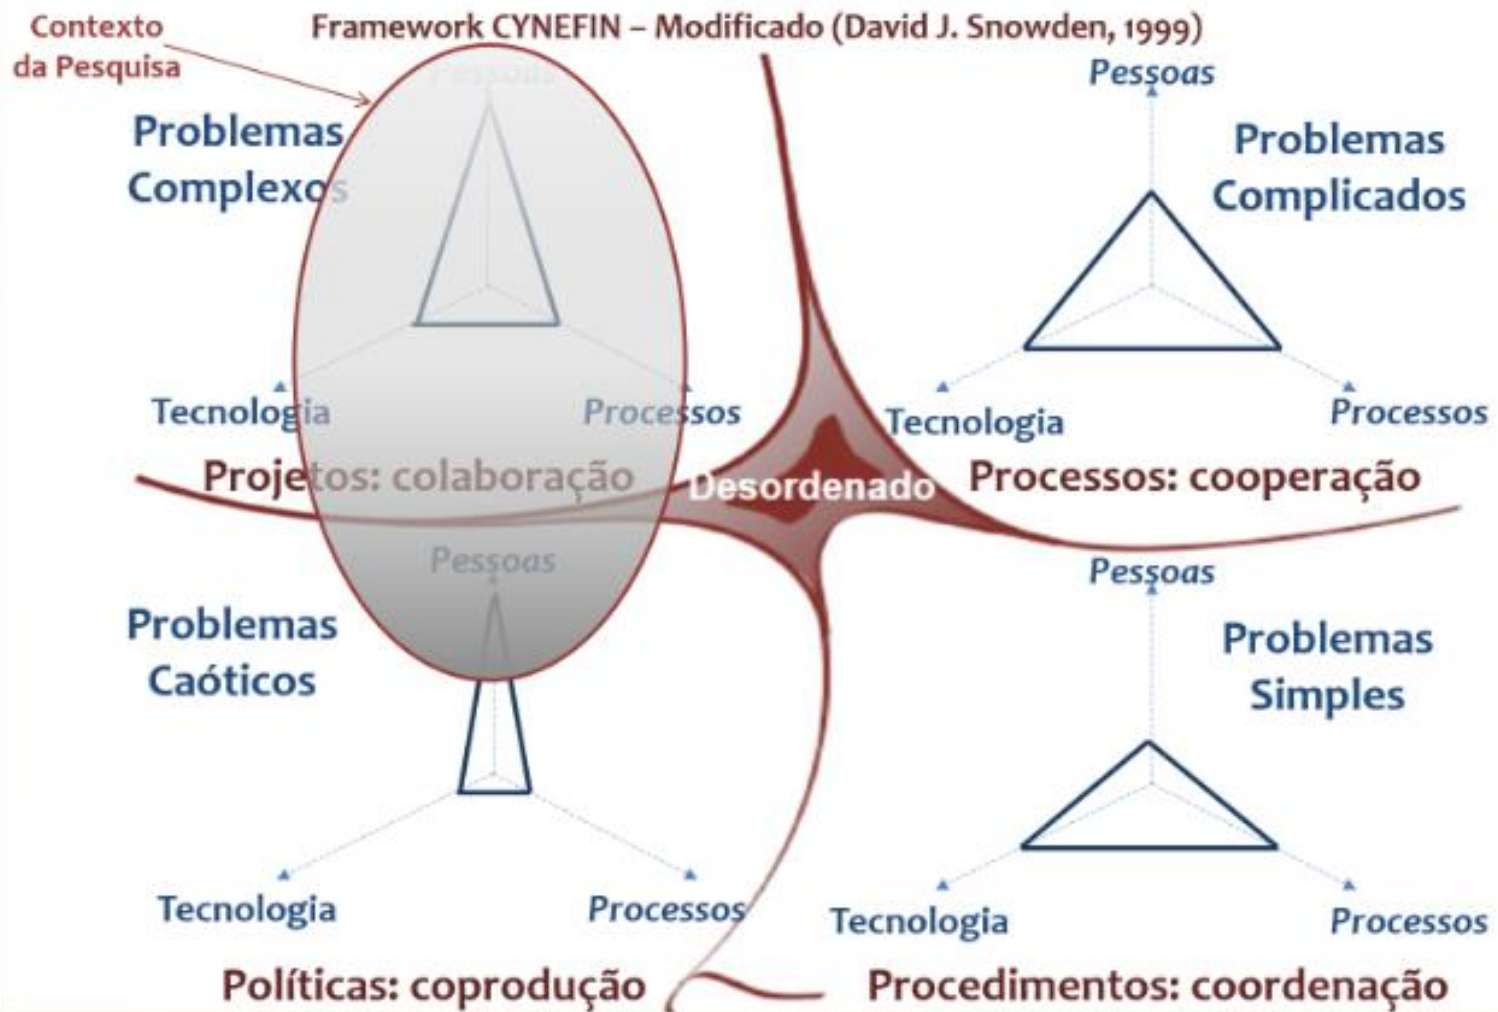 Contexto
da Pesquisa
Framework CYNEFIN – Modificado (David J. Snowden, 1999)
Pessoas
Problemas
Complexos
Tecnologia
Processos
Projetos: colaboração
Pessoas
Problemas
Complicados
Tecnologia
Processos
Processos: cooperação
Desordenado
Pessoas
Problemas
Caóticos
Tecnologia
Processos
Políticas: coprodução
Pessoas
Problemas
Simples
Tecnologia
Processos
Procedimentos: coordenação